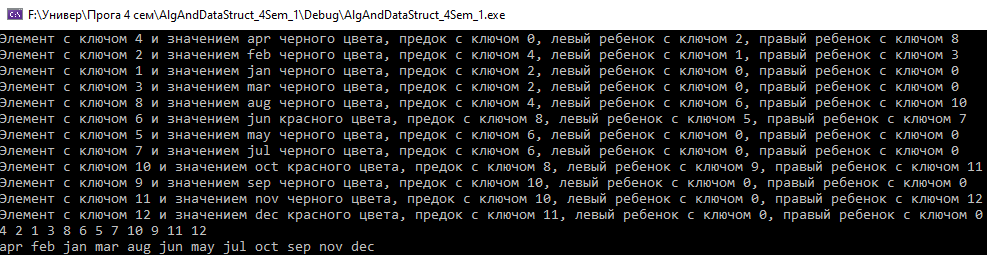 F:\Универ\Прога 4 сем\AlgAndDataStruct_4Sem_1\Debug\AlgAndDataStruct_4Sem_1.exe
Элемент с ключом 4 и значением apr черного цвета, предок с ключом 0, левый ребенок с ключом 2, правый ребенок с ключом 8
Элемент с ключом 2 и значением feb черного цвета, предок с ключом 4, левый ребенок с ключом 1, правый ребенок с ключом 3
Элемент с ключом 1 и значением jan черного цвета, предок с ключом 2, левый ребенок с ключом 0, правый ребенок с ключом 0
Элемент с ключом 3 и значением mar черного цвета, предок с ключом 2, левый ребенок с ключом 0, правый ребенок с ключом 0
Элемент с ключом 8 и значением aug черного цвета, предок с ключом 4, левый ребенок с ключом 6, правый ребенок с ключом 10
Элемент с ключом 6 и значением jun красного цвета, предок с ключом 8, левый ребенок с ключом 5, правый ребенок с ключом 7
Элемент с ключом 5 и значением may черного цвета, предок с ключом 6, левый ребенок с ключом 0, правый ребенок с ключом 0
Элемент с ключом 7 и значением jul черного цвета, предок с ключом 6, левый ребенок с ключом 0, правый ребенок с ключом 0
Элемент с ключом 10 и значением oct красного цвета, предок с ключом 8, левый ребенок с ключом 9, правый ребенок с ключом 11
Элемент с ключом 9 и значением sep черного цвета, предок с ключом 10, левый ребенок с ключом 0, правый ребенок с ключом 0
Элемент с ключом 11 и значением nov черного цвета, предок с ключом 10, левый ребенок с ключом 0, правый ребенок с ключом 12
Элемент с ключом 12 и значением dec красного цвета, предок с ключом 11, левый ребенок с ключом 0, правый ребенок с ключом 0
4 2 1 3 8 6 5 7 10 9 11 12
apr feb jan mar aug jun may jul oct sep nov dec